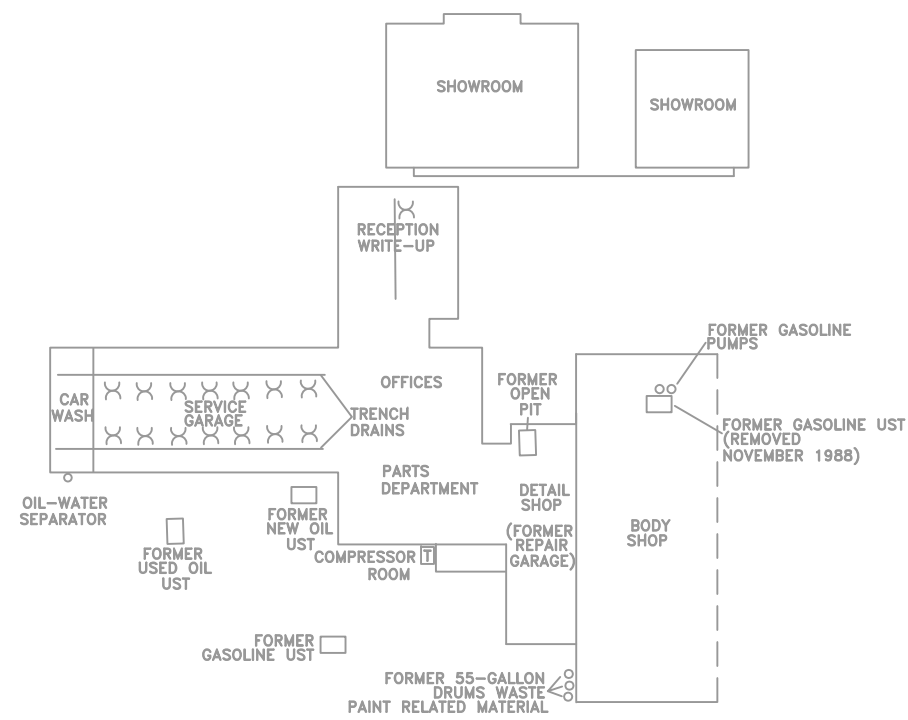 SHOWROOM
SHOWROOM
RECEPTION
WRITE-UP
FORMER GASOLINE
PUMPS
OFFICES
FORMER
OPEN
PIT
CAR
WASH
SERVICE
GARAGE
TRENCH
DRAINS
FORMER GASOLINE UST
(REMOVED
NOVEMBER 1988)
PARTS
DEPARTMENT
DETAIL
SHOP
(FORMER
REPAIR
GARAGE)
BODY
SHOP
OIL-WATER
SEPARATOR
FORMER
NEW OIL
UST
FORMER
USED OIL
UST
COMPRESSOR
ROOM
T
FORMER
GASOLINE UST
FORMER 55-GALLON
DRUMS WASTE
PAINT RELATED MATERIAL